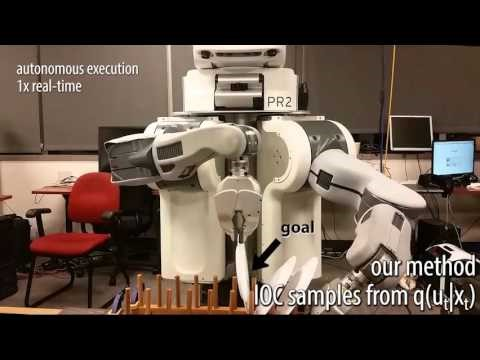 autonomous execution
1x real-time
PR2
goal
our method
IOC samples from q(uₜ|xₜ)